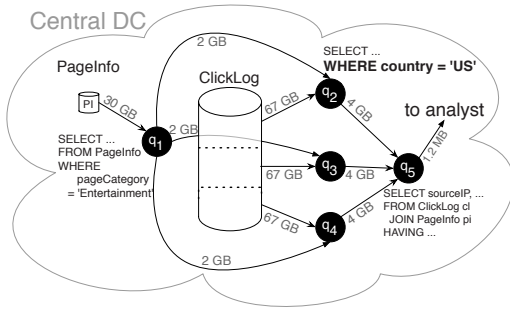 Central DC
PageInfo
PI
30 GB
q1
SELECT ...
FROM PageInfo
WHERE
pageCategory
= 'Entertainment'
2 GB
2 GB
2 GB
ClickLog
67 GB
67 GB
67 GB
SELECT ...
WHERE country = 'US'
q2
q3
q4
4 GB
4 GB
4 GB
q5
to analyst
1.2 MB
SELECT sourceIP, ...
FROM ClickLog cl
JOIN PageInfo pi
HAVING ...